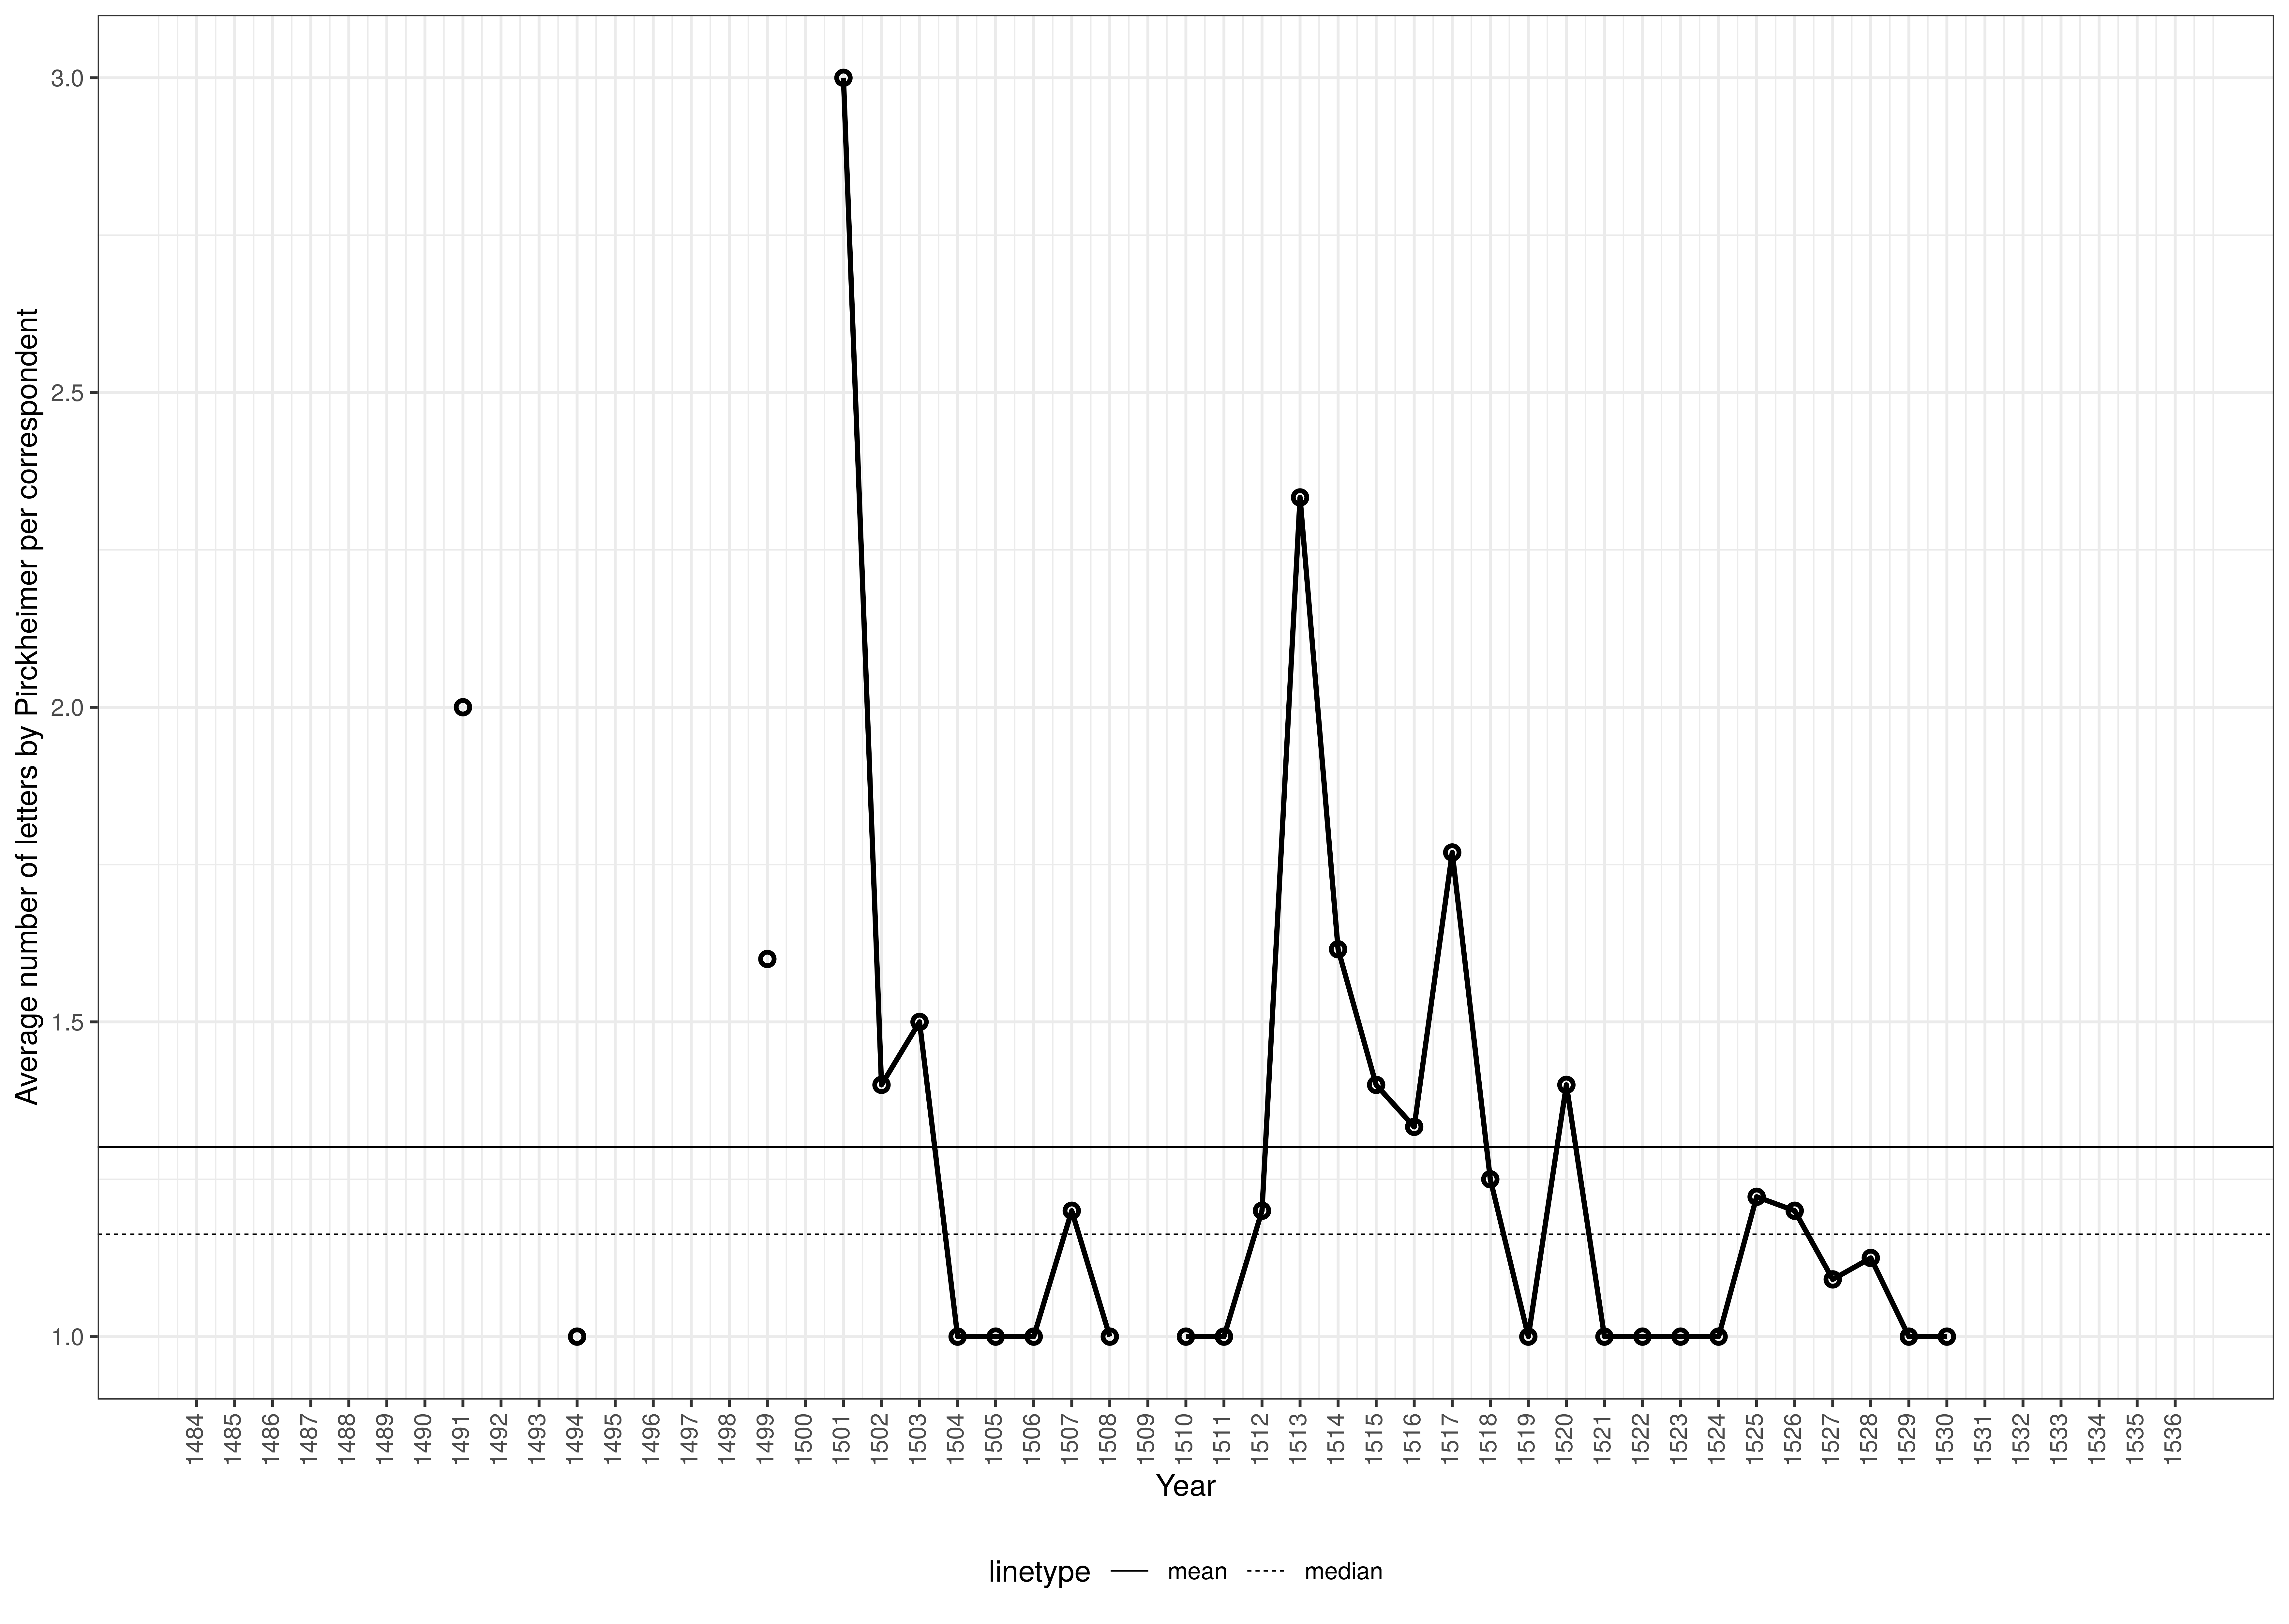 Average number of letters by Pirckheimer per correspondent
3.0
2.5
2.0
1.5
1.0
1484 1485 1486 1487 1488 1489 1490 1491 1492 1493 1494 1495 1496 1497 1498 1499 1500 1501 1502 1503 1504 1505 1506 1507 1508 1509 1510 1511 1512 1513 1514 1515 1516 1517 1518 1519 1520 1521 1522 1523 1524 1525 1526 1527 1528 1529 1530 1531 1532 1533 1534 1535 1536
Year
linetype mean median